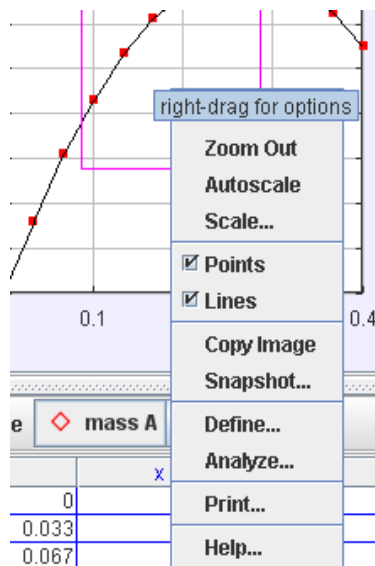 right-drag for options
Zoom Out
Autoscale
Scale...
Points
Lines
0.1
0.4
Copy Image
Snapshot...
e
mass A
Define...
x
Analyze...
0
Print...
0.033
0.067
Help...